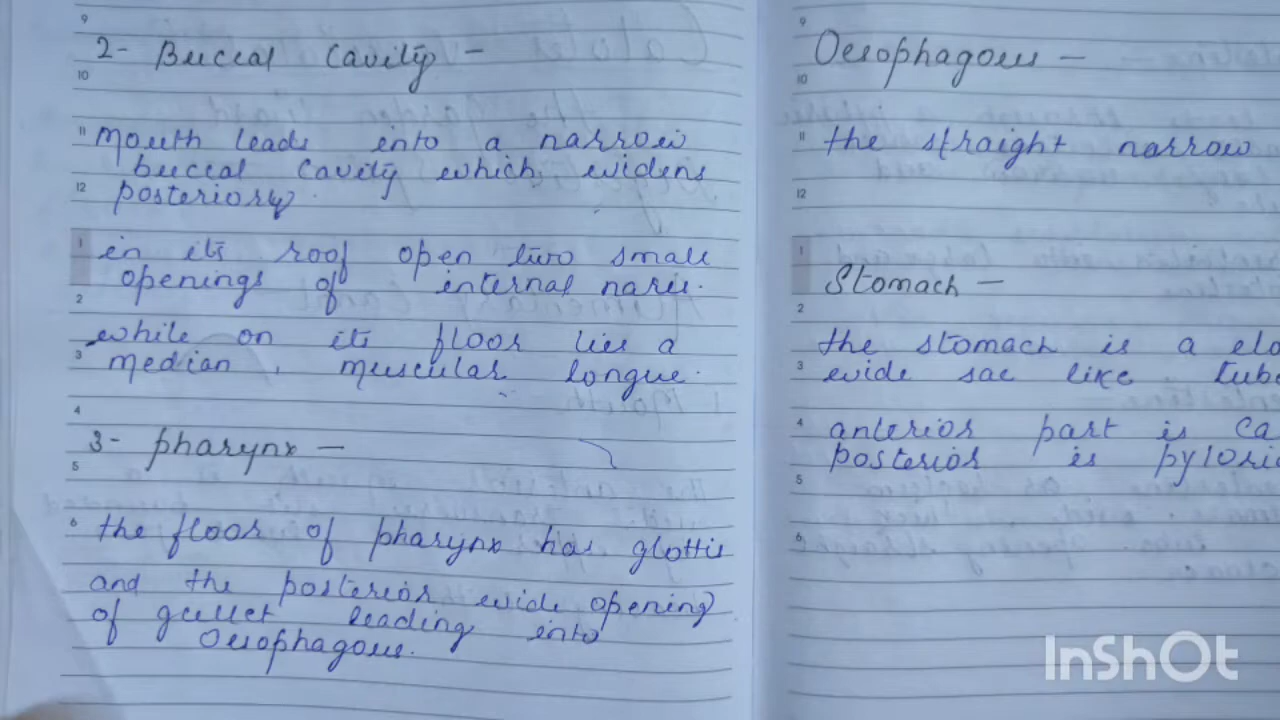 2- Buccal Cavity -
mouth leads into a narrow
buccal cavity which widens
posteriory.
in its roof open two small
openings of internal naris.
while on its floor lies a
median, muscular tongue.
3- pharynx -
the floor of pharynx has glottis
and the posterior wide opening
of gullet leading into
Oesophagous.
Oesophagous -
the straight narrow
Stomach -
the stomach is a elo
wide sac like tube
anterior part is Ca
posterior is pylori
InShOt